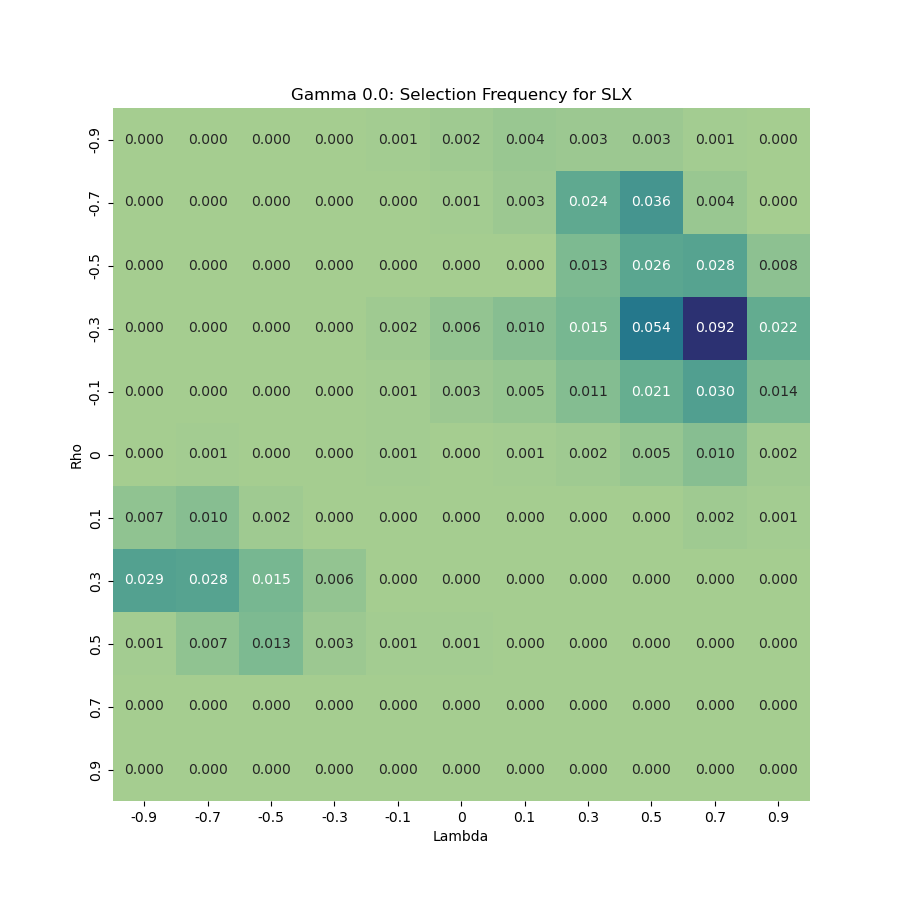 Gamma 0.0: Selection Frequency for SLX
-0.9 0.000 0.000 0.000 0.000 0.001 0.002 0.004 0.003 0.003 0.001 0.000
-0.7 0.000 0.000 0.000 0.000 0.000 0.001 0.003 0.024 0.036 0.004 0.000
-0.5 0.000 0.000 0.000 0.000 0.000 0.000 0.000 0.013 0.026 0.028 0.008
-0.3 0.000 0.000 0.000 0.000 0.002 0.006 0.010 0.015 0.054 0.092 0.022
-0.1 0.000 0.000 0.000 0.000 0.001 0.003 0.005 0.011 0.021 0.030 0.014
Rho
0 0.000 0.001 0.000 0.000 0.001 0.000 0.001 0.002 0.005 0.010 0.002
0.1 0.007 0.010 0.002 0.000 0.000 0.000 0.000 0.000 0.000 0.002 0.001
0.3 0.029 0.028 0.015 0.006 0.000 0.000 0.000 0.000 0.000 0.000 0.000
0.5 0.001 0.007 0.013 0.003 0.001 0.001 0.000 0.000 0.000 0.000 0.000
0.7 0.000 0.000 0.000 0.000 0.000 0.000 0.000 0.000 0.000 0.000 0.000
0.9 0.000 0.000 0.000 0.000 0.000 0.000 0.000 0.000 0.000 0.000 0.000
-0.9 -0.7 -0.5 -0.3 -0.1 0 0.1 0.3 0.5 0.7 0.9
Lambda